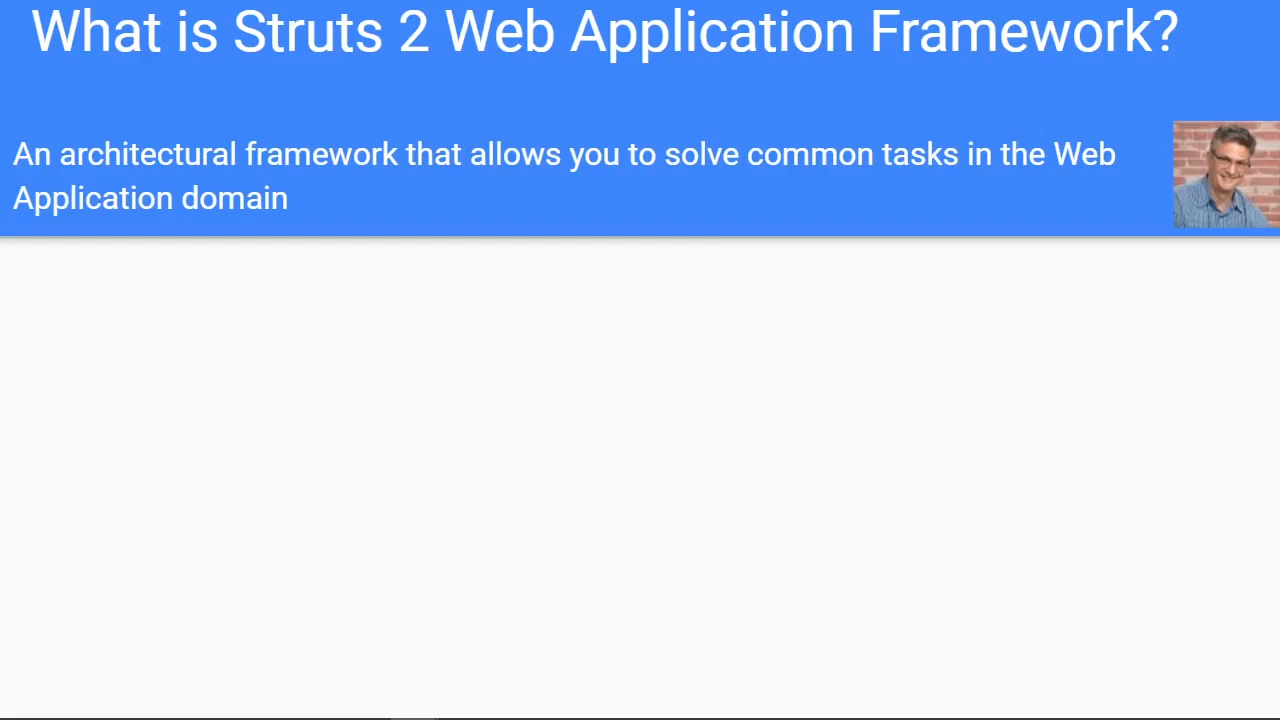 What is Struts 2 Web Application Framework?
An architectural framework that allows you to solve common tasks in the Web
Application domain